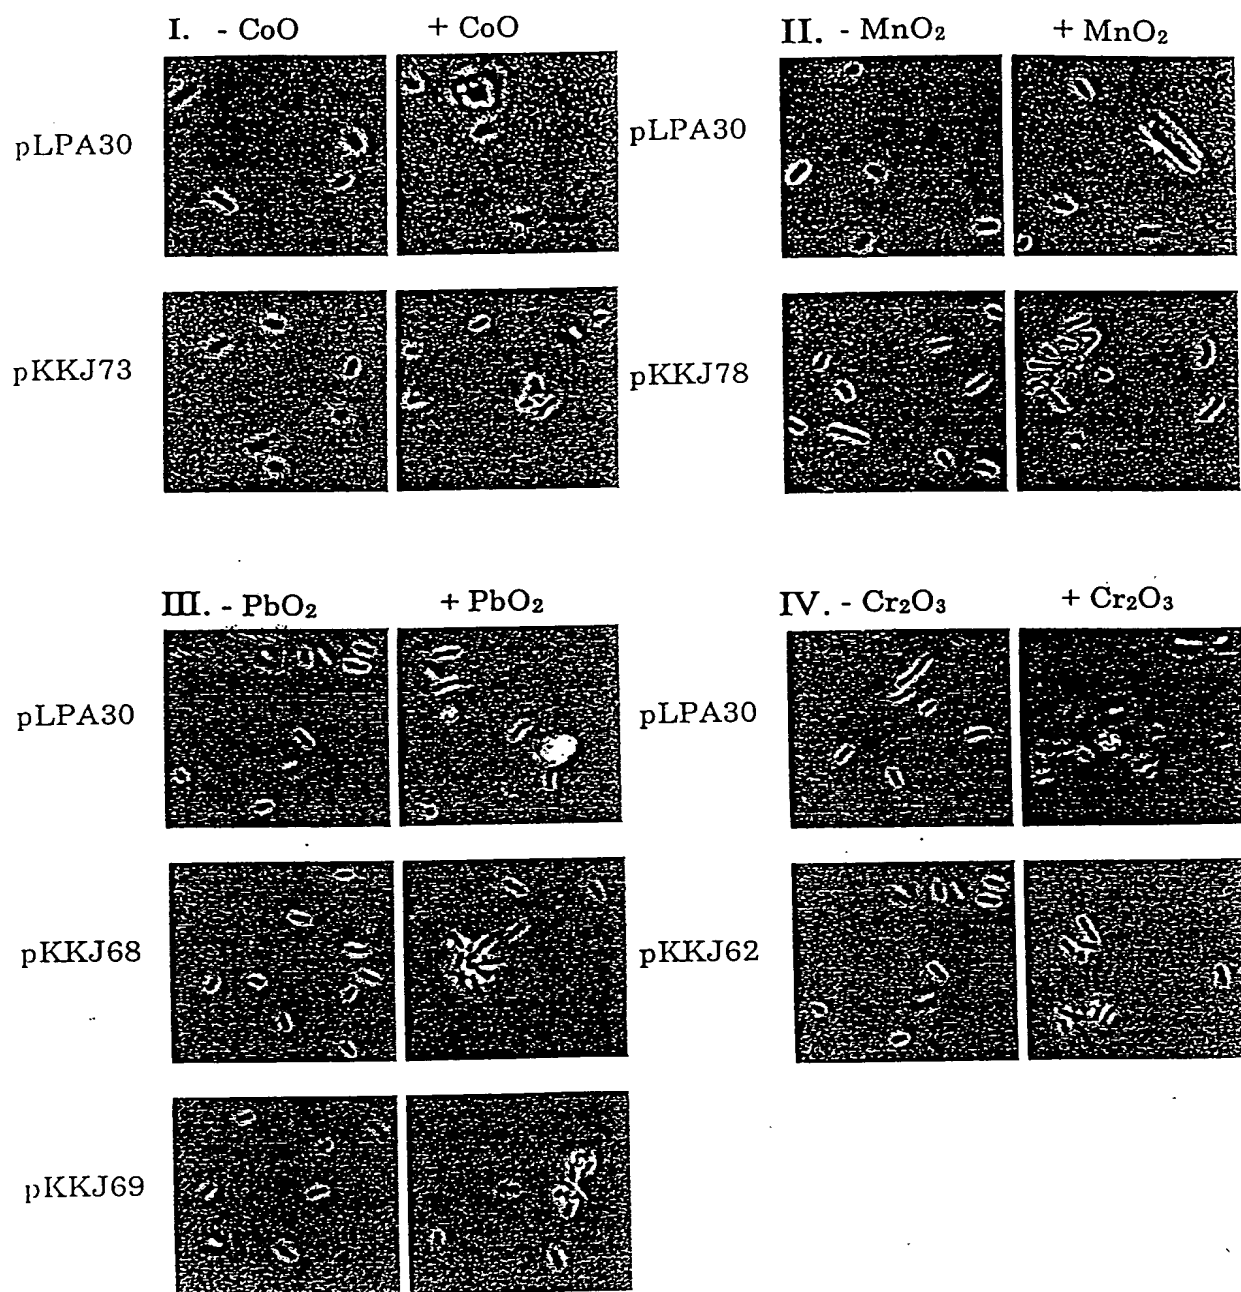 I. - CoO + CoO
II. - MnO₂ + MnO₂
pLPA30
pLPA30
pKKJ73
pKKJ78
III. - PbO₂ + PbO₂
IV. - Cr₂O₃ + Cr₂O₃
pLPA30
pLPA30
pKKJ68
pKKJ62
pKKJ69